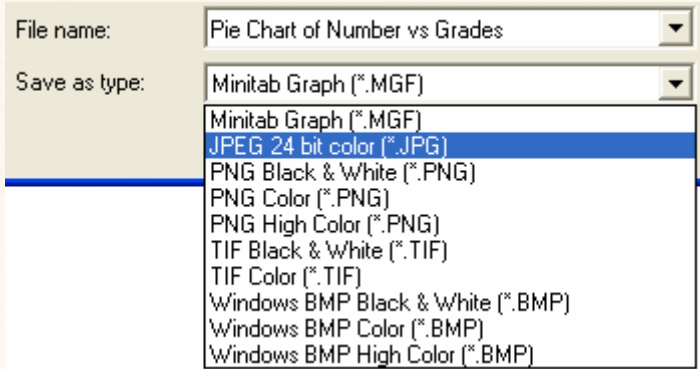 File name: Pie Chart of Number vs Grades
Save as type: Minitab Graph (*.MGF)
Minitab Graph (*.MGF)
JPEG 24 bit color (*.JPG)
PNG Black & White (*.PNG)
PNG Color (*.PNG)
PNG High Color (*.PNG)
TIF Black & White (*.TIF)
TIF Color (*.TIF)
Windows BMP Black & White (*.BMP)
Windows BMP Color (*.BMP)
Windows BMP High Color (*.BMP)